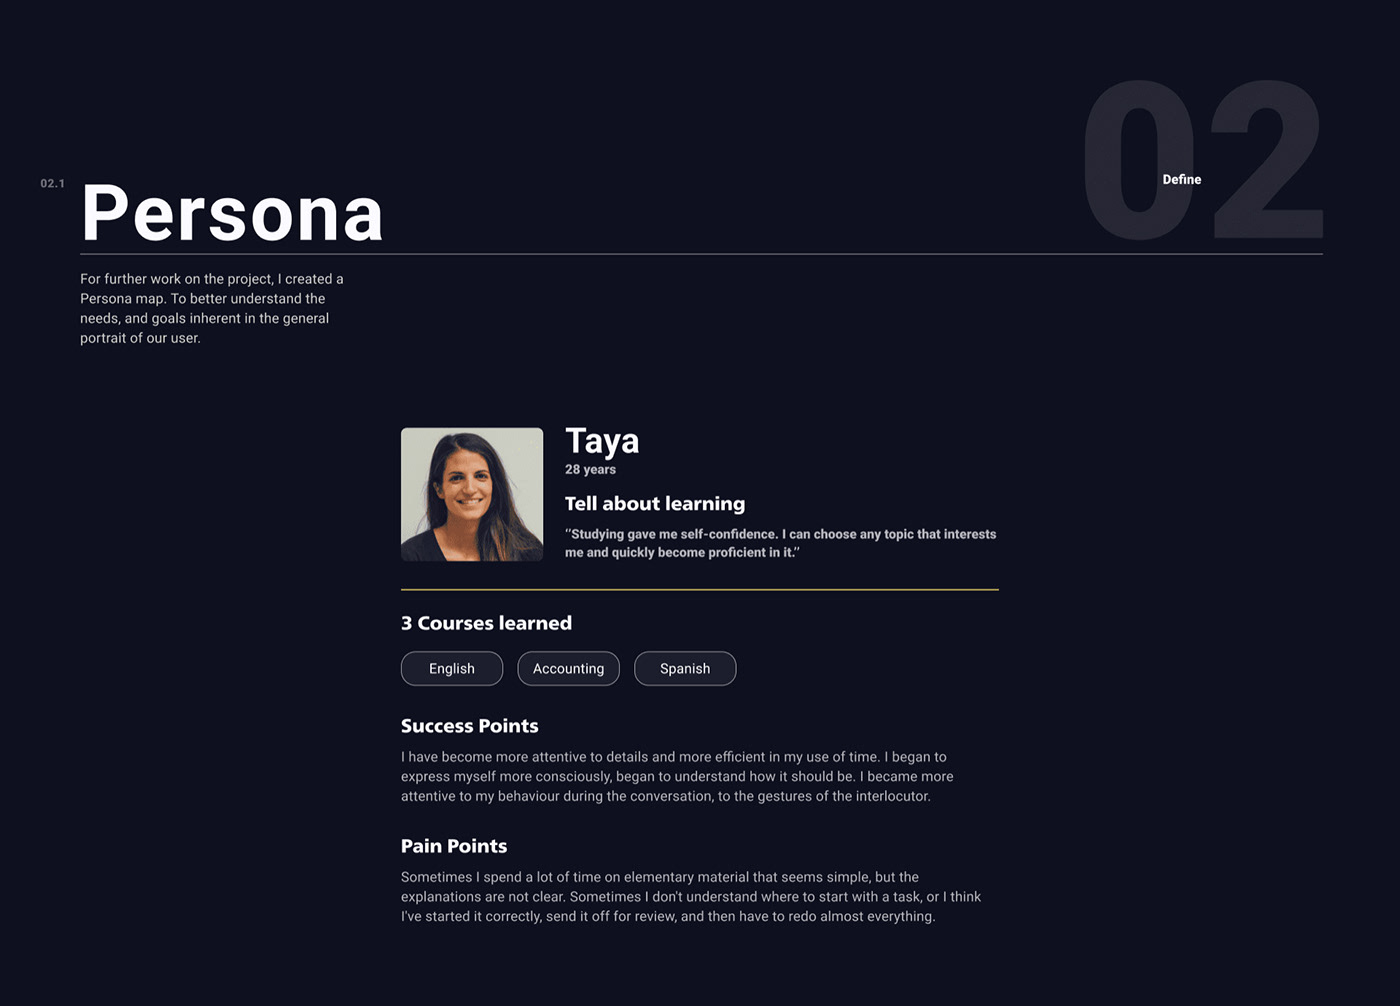 02
Define
02.1
Persona
For further work on the project, I created a
Persona map. To better understand the
needs, and goals inherent in the general
portrait of our user.
Taya
28 years
Tell about learning
“Studying gave me self-confidence. I can choose any topic that interests
me and quickly become proficient in it.”
3 Courses learned
English
Accounting
Spanish
Success Points
I have become more attentive to details and more efficient in my use of time. I began to
express myself more consciously, began to understand how it should be. I became more
attentive to my behaviour during the conversation, to the gestures of the interlocutor.
Pain Points
Sometimes I spend a lot of time on elementary material that seems simple, but the
explanations are not clear. Sometimes I don't understand where to start with a task, or I think
I've started it correctly, send it off for review, and then have to redo almost everything.